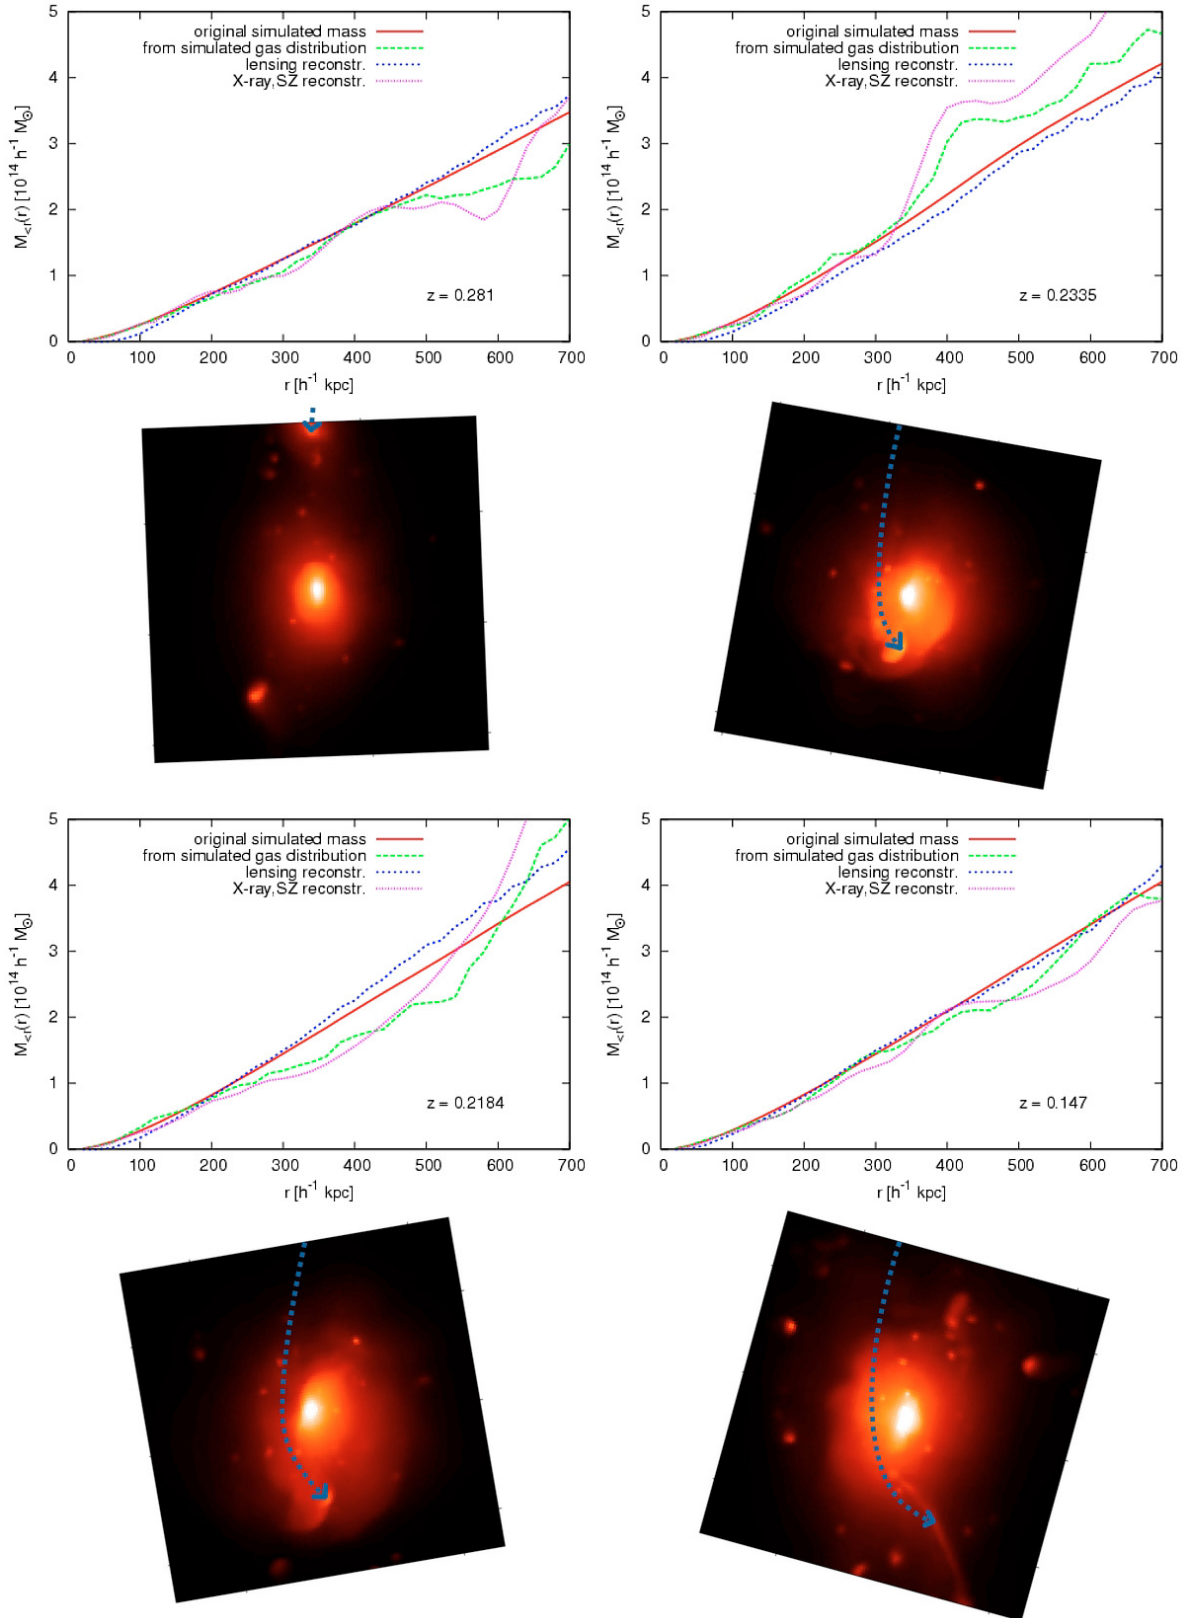 5
4
3
2
1
0
M<r(r) [10^14 h^-1 M⊙]
original simulated mass
from simulated gas distribution
lensing reconstr.
X-ray,SZ reconstr.
z = 0.281
0 100 200 300 400 500 600 700
r [h^-1 kpc]
5
4
3
2
1
0
M<r(r) [10^14 h^-1 M⊙]
original simulated mass
from simulated gas distribution
lensing reconstr.
X-ray,SZ reconstr.
z = 0.2335
0 100 200 300 400 500 600 700
r [h^-1 kpc]
5
4
3
2
1
0
M<r(r) [10^14 h^-1 M⊙]
original simulated mass
from simulated gas distribution
lensing reconstr.
X-ray,SZ reconstr.
z = 0.2184
0 100 200 300 400 500 600 700
r [h^-1 kpc]
5
4
3
2
1
0
M<r(r) [10^14 h^-1 M⊙]
original simulated mass
from simulated gas distribution
lensing reconstr.
X-ray,SZ reconstr.
z = 0.147
0 100 200 300 400 500 600 700
r [h^-1 kpc]